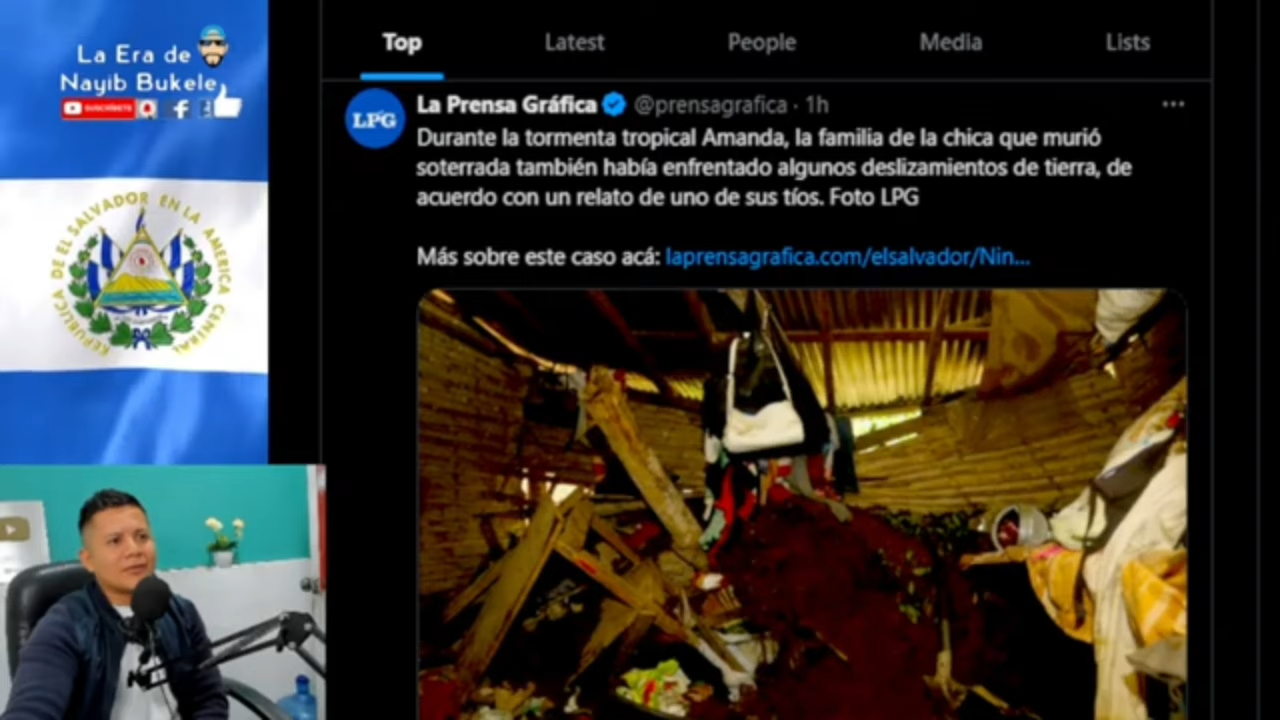 La Era de
Nayib Bukele
SUSCRÍBETE
REPUBLICA DE EL SALVADOR EN LA AMERICA CENTRAL
Top
Latest
People
Media
Lists
LPG
La Prensa Gráfica @prensagrafica · 1h
Durante la tormenta tropical Amanda, la familia de la chica que murió
soterrada también había enfrentado algunos deslizamientos de tierra, de
acuerdo con un relato de uno de sus tíos. Foto LPG
Más sobre este caso acá: laprensagrafica.com/elsalvador/Nin...